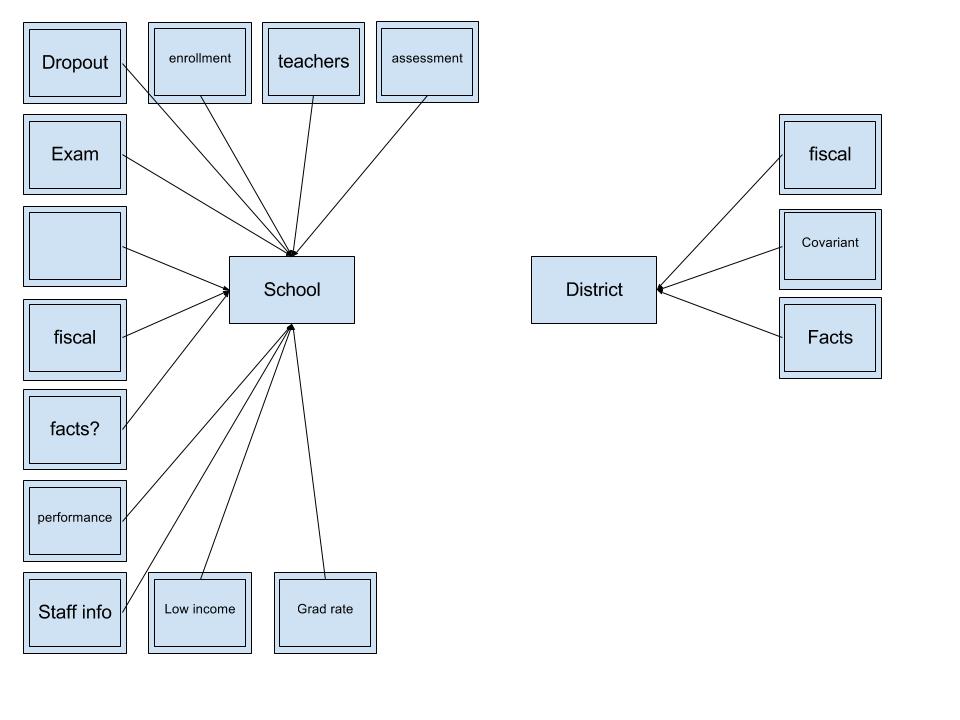 Dropout
enrollment
teachers
assessment
Exam
fiscal
Covariant
School
District
fiscal
Facts
facts?
performance
Staff info
Low income
Grad rate